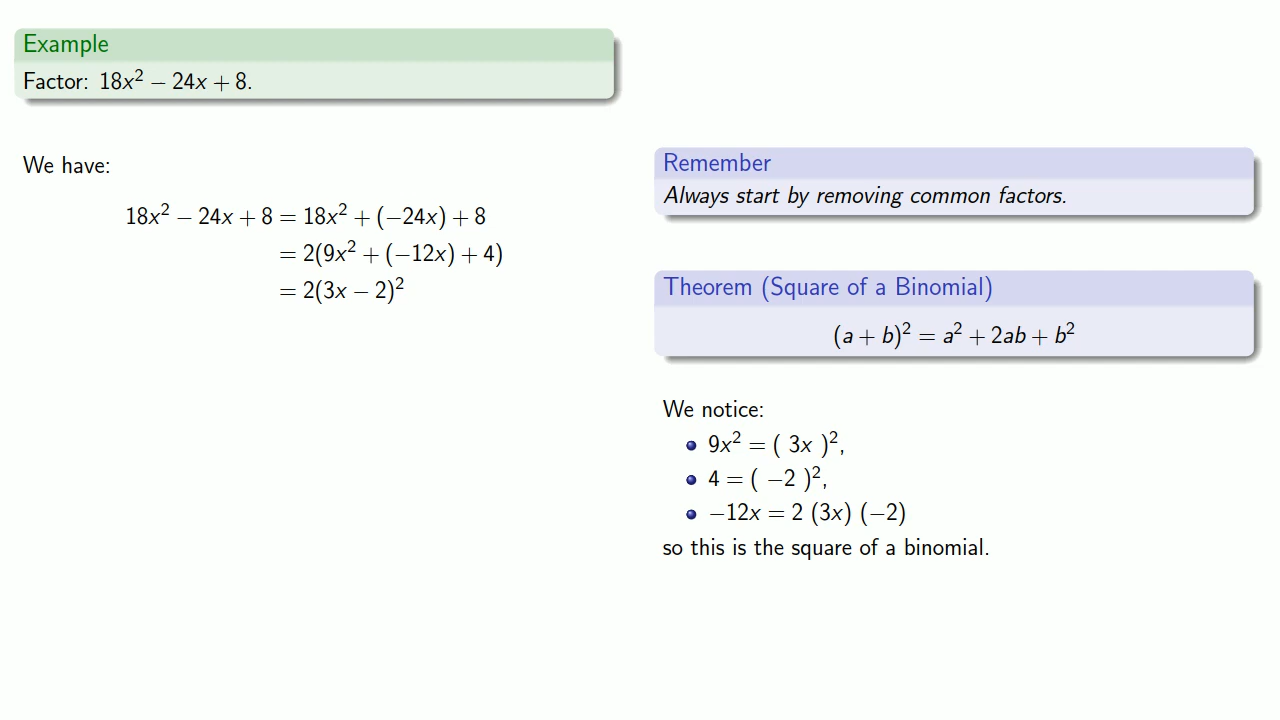 Example
Factor: 18x² − 24x + 8.
We have:
18x² − 24x + 8 = 18x² + (−24x) + 8
= 2(9x² + (−12x) + 4)
= 2(3x − 2)²
Remember
Always start by removing common factors.
Theorem (Square of a Binomial)
(a + b)² = a² + 2ab + b²
We notice:
• 9x² = ( 3x )²,
• 4 = ( −2 )²,
• −12x = 2 (3x) (−2)
so this is the square of a binomial.